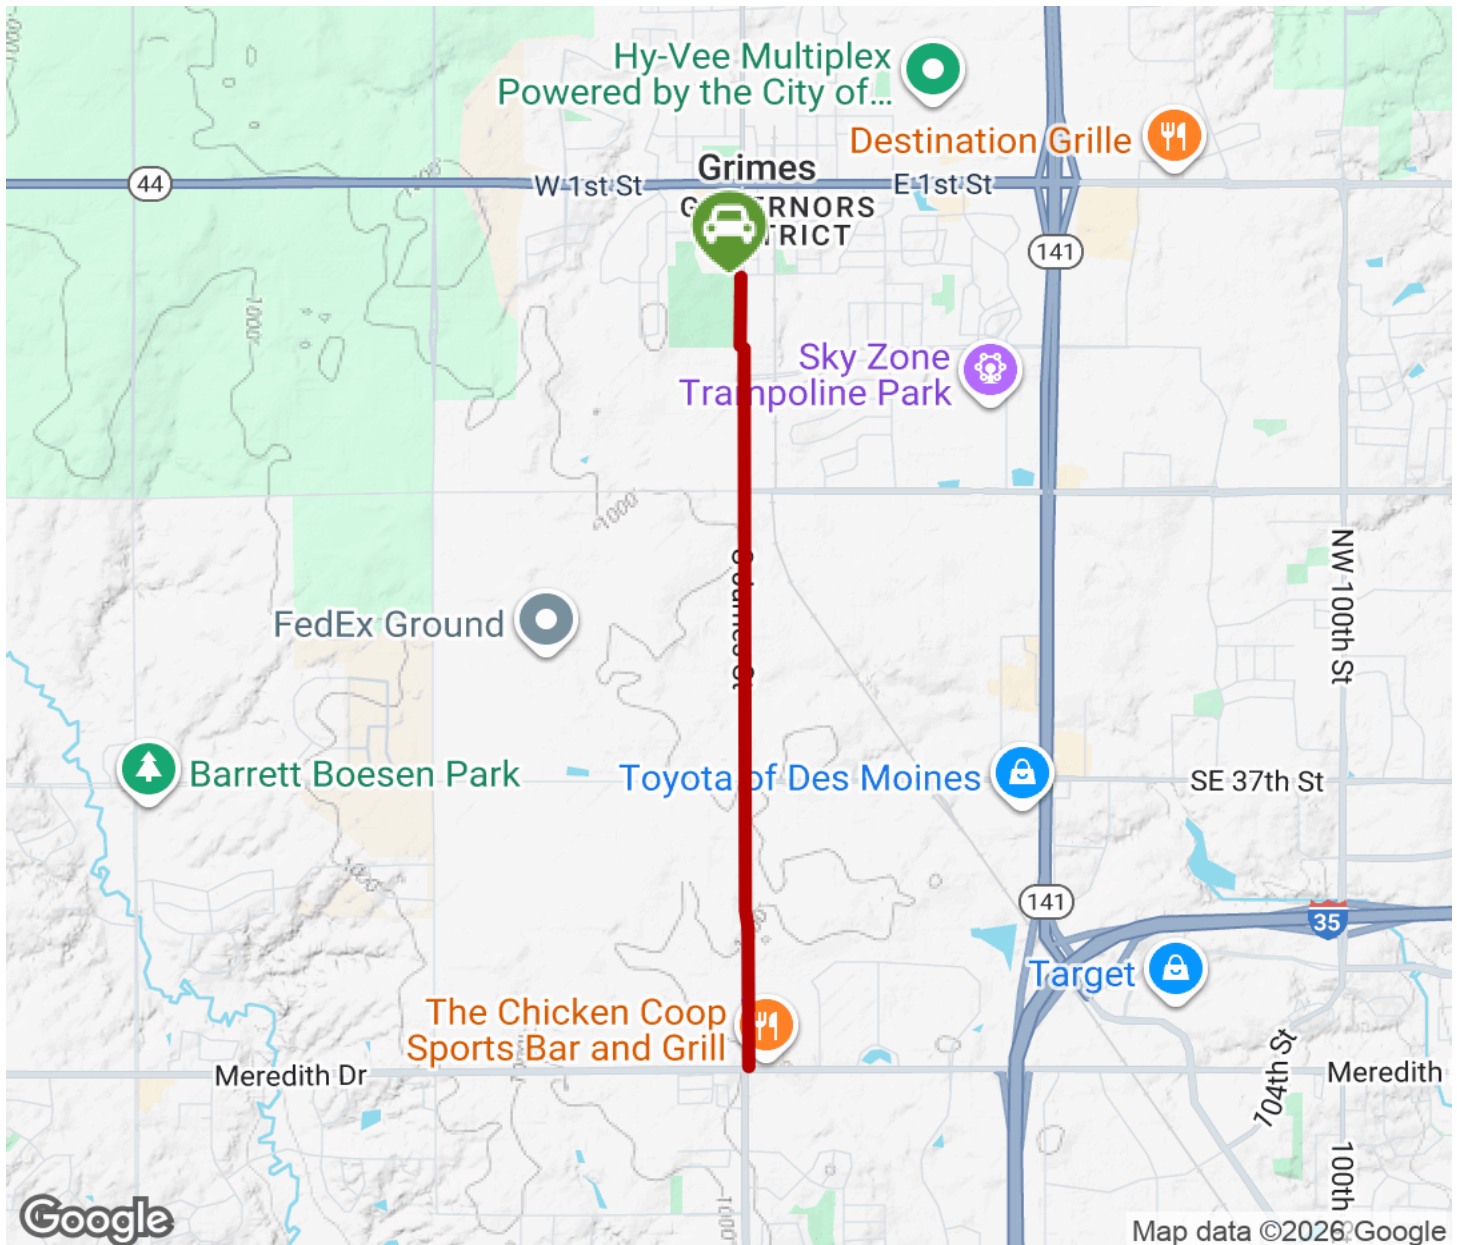 1000
Hy-Vee Multiplex
Powered by the City of...
Destination Grille
Grimes
44
W 1st St
E 1st St
141
Sky Zone
Trampoline Park
1000
1000
NW 100th St
FedEx Ground
Barrett Boesen Park
Toyota of Des Moines
SE 37th St
141
35
Target
The Chicken Coop
Sports Bar and Grill
Meredith Dr
104th St
Meredith
100th
1000
Google
Map data ©2026 Google